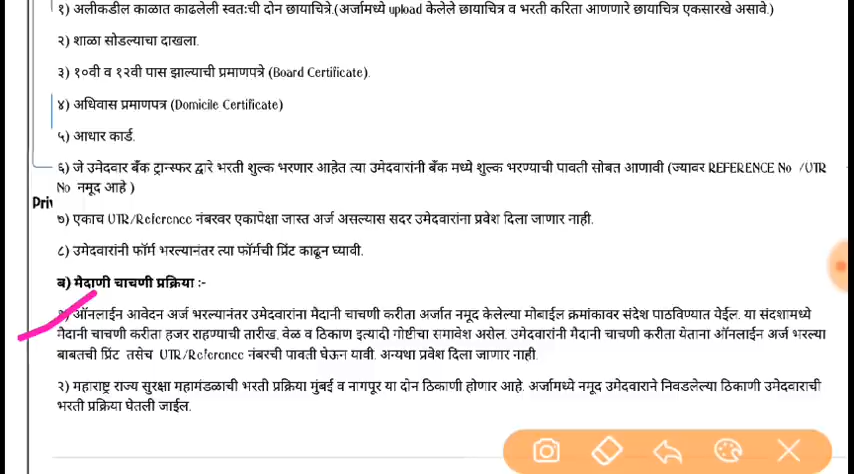 १) अलीकडील काळात काढलेली स्वतःची दोन छायाचित्रे.(अर्जामध्ये upload केलेले छायाचित्र व भरती करिता आणणारे छायाचित्र एकसारखे असावे.)
२) शाळा सोडल्याचा दाखला.
३) १०वी व १२वी पास झाल्याची प्रमाणपत्रे (Board Certificate).
४) अधिवास प्रमाणपत्र (Domicile Certificate)
५) आधार कार्ड.
६) जे उमेदवार बँक ट्रान्स्फर द्वारे भरती शुल्क भरणार आहेत त्या उमेदवारांनी बँक मध्ये शुल्क भरण्याची पावती सोबत आणावी (ज्यावर REFERENCE No /UTR
No नमूद आहे )
Priv
७) एकाच UTR/Reference नंबरवर एकापेक्षा जास्त अर्ज असल्यास सदर उमेदवारांना प्रवेश दिला जाणार नाही.
८) उमेदवारांनी फॉर्म भरल्यानंतर त्या फॉर्मची प्रिंट काढून घ्यावी.
ब) मैदाणी चाचणी प्रक्रिया :-
१) ऑनलाईन आवेदन अर्ज भरल्यानंतर उमेदवारांना मैदानी चाचणी करीता अर्जात नमूद केलेल्या मोबाईल क्रमांकावर संदेश पाठविण्यात येईल. या संदशामध्ये
मैदानी चाचणी करीता हजर राहण्याची तारीख, वेळ व ठिकाण इत्यादी गोष्टींचा समावेश असेल. उमेदवारांनी मैदानी चाचणी करीता येताना ऑनलाईन अर्ज भरल्या
बाबतची प्रिंट तसेच UTR/Reference नंबरची पावती घेऊन यावी. अन्यथा प्रवेश दिला जाणार नाही.
२) महाराष्ट्र राज्य सुरक्षा महामंडळाची भरती प्रक्रिया मुंबई व नागपूर या दोन ठिकाणी होणार आहे. अर्जामध्ये नमूद उमेदवाराने निवडलेल्या ठिकाणी उमेदवाराची
भरती प्रक्रिया घेतली जाईल.